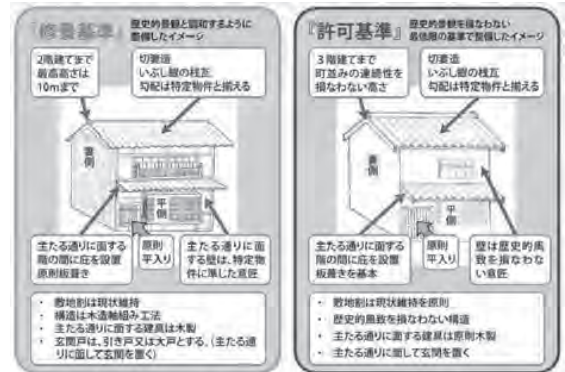 『修景基準』
歴史的景観と調和するように
整備したイメージ
2階建てまで
最高高さは
10mまで
切妻造
いぶし銀の桟瓦
勾配は特定物件と揃える
妻側
平側
主たる通りに面する
階の間に庇を設置
原則板葺き
原則
平入り
主たる通りに面
する壁は、特定物
件に準じた意匠
・ 敷地割は現状維持
・ 構造は木造軸組み工法
・ 主たる通りに面する建具は木製
・ 玄関戸は、引き戸又は大戸とする。(主たる通
りに面して玄関を置く)
『許可基準』
歴史的景観を損なわない
最低限の基準で整備したイメージ
3階建てまで
町並みの連続性を
損なわない高さ
切妻造
いぶし銀の桟瓦
勾配は特定物件と揃える
妻側
平側
主たる通りに面する
階の間に庇を設置
板葺きを基本
原則
平入り
壁は歴史的風
致を損なわな
い意匠
・ 敷地割は現状維持を原則
・ 歴史的風致を損なわない構造
・ 主たる通りに面する建具は原則木製
・ 主たる通りに面して玄関を置く